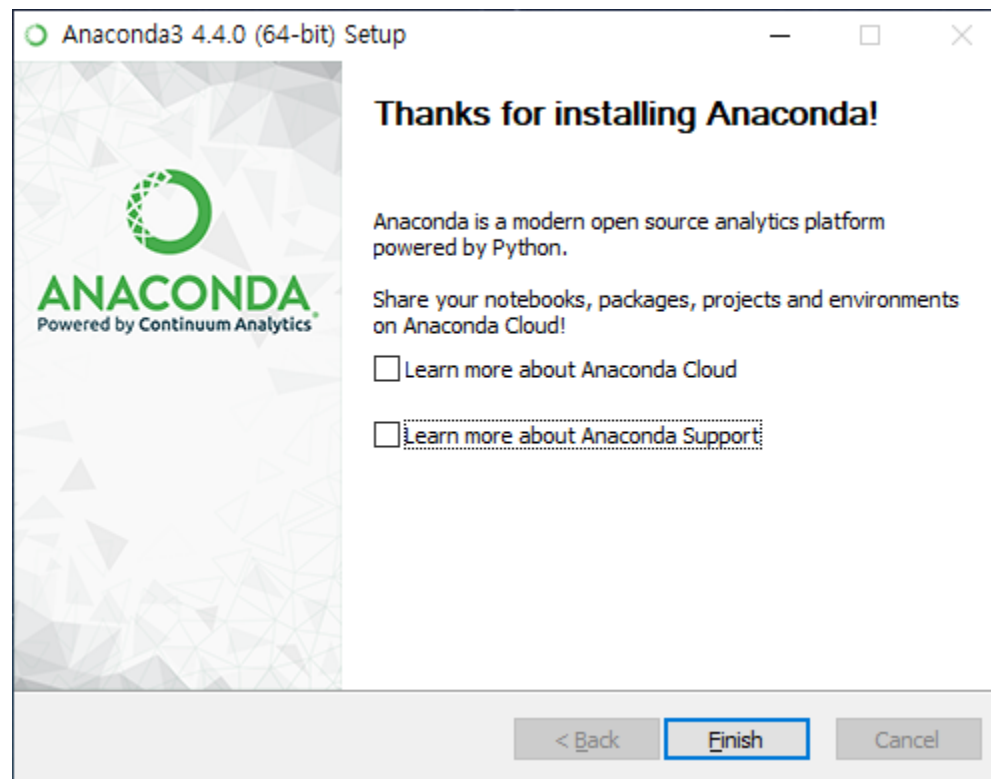 Anaconda3 4.4.0 (64-bit) Setup
Thanks for installing Anaconda!
ANACONDA
Powered by Continuum Analytics
Anaconda is a modern open source analytics platform
powered by Python.
Share your notebooks, packages, projects and environments
on Anaconda Cloud!
Learn more about Anaconda Cloud
Learn more about Anaconda Support
< Back
Finish
Cancel